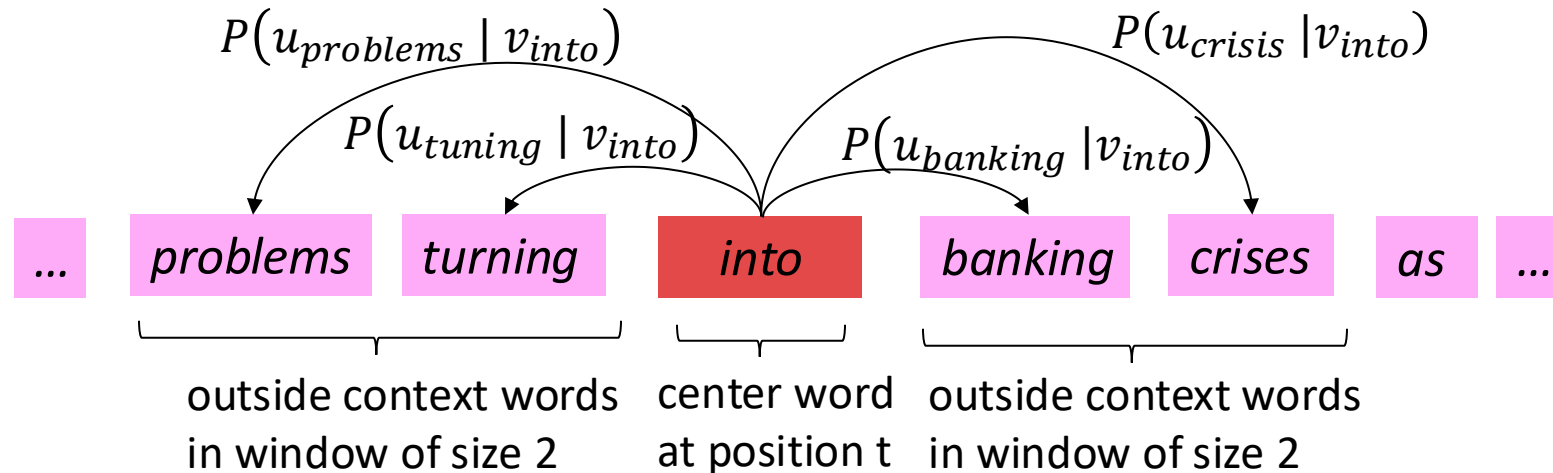 P(u_problems | v_into)
P(u_crisis |v_into)
P(u_tuning | v_into)
P(u_banking |v_into)
... problems turning into banking crises as ...
outside context words
in window of size 2
center word
at position t
outside context words
in window of size 2